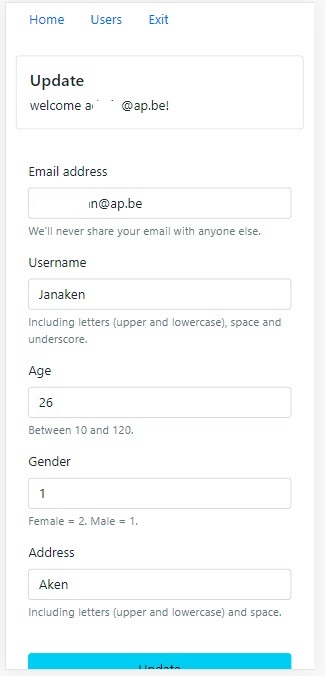 Home Users Exit
Update
welcome @ap.be!
Email address
n@ap.be
We'll never share your email with anyone else.
Username
Janaken
Including letters (upper and lowercase), space and
underscore.
Age
26
Between 10 and 120.
Gender
1
Female = 2. Male = 1.
Address
Aken
Including letters (upper and lowercase) and space.
Update